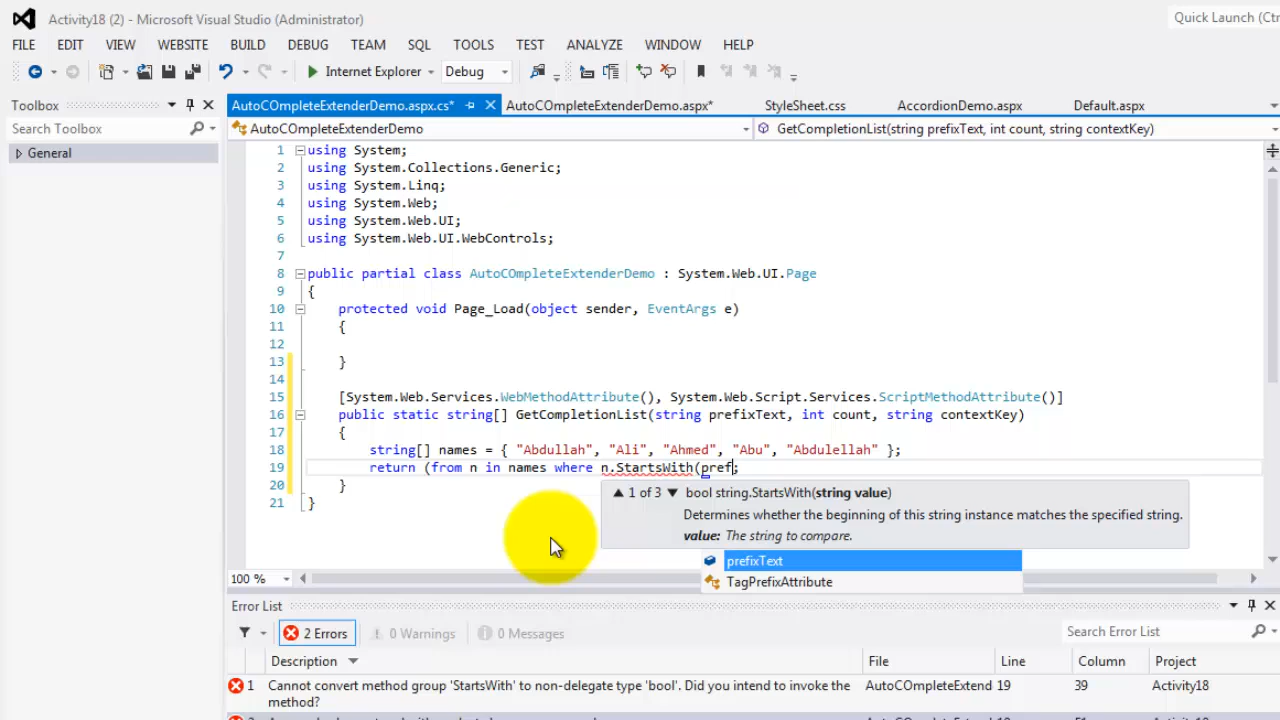 Activity18 (2) - Microsoft Visual Studio (Administrator)
Quick Launch (Ctr
FILE EDIT VIEW WEBSITE BUILD DEBUG TEAM SQL TOOLS TEST ANALYZE WINDOW HELP
Internet Explorer Debug
Toolbox
AutoCOmpleteExtenderDemo.aspx.cs* AutoCOmpleteExtenderDemo.aspx* StyleSheet.css AccordionDemo.aspx Default.aspx
Search Toolbox
AutoCOmpleteExtenderDemo GetCompletionList(string prefixText, int count, string contextKey)
General
1 using System;
2 using System.Collections.Generic;
3 using System.Linq;
4 using System.Web;
5 using System.Web.UI;
6 using System.Web.UI.WebControls;
7
8 public partial class AutoCOmpleteExtenderDemo : System.Web.UI.Page
9 {
10 protected void Page_Load(object sender, EventArgs e)
11 {
12
13 }
14
15 [System.Web.Services.WebMethodAttribute(), System.Web.Script.Services.ScriptMethodAttribute()]
16 public static string[] GetCompletionList(string prefixText, int count, string contextKey)
17 {
18 string[] names = { "Abdullah", "Ali", "Ahmed", "Abu", "Abdulellah" };
19 return (from n in names where n.StartsWith(pref;
20 }
21 }
1 of 3 bool string.StartsWith(string value)
Determines whether the beginning of this string instance matches the specified string.
value: The string to compare.
prefixText
TagPrefixAttribute
100 %
Error List
2 Errors 0 Warnings 0 Messages
Search Error List
Description File Line Column Project
1 Cannot convert method group 'StartsWith' to non-delegate type 'bool'. Did you intend to invoke the method? AutoCOmpleteExtend 19 39 Activity18